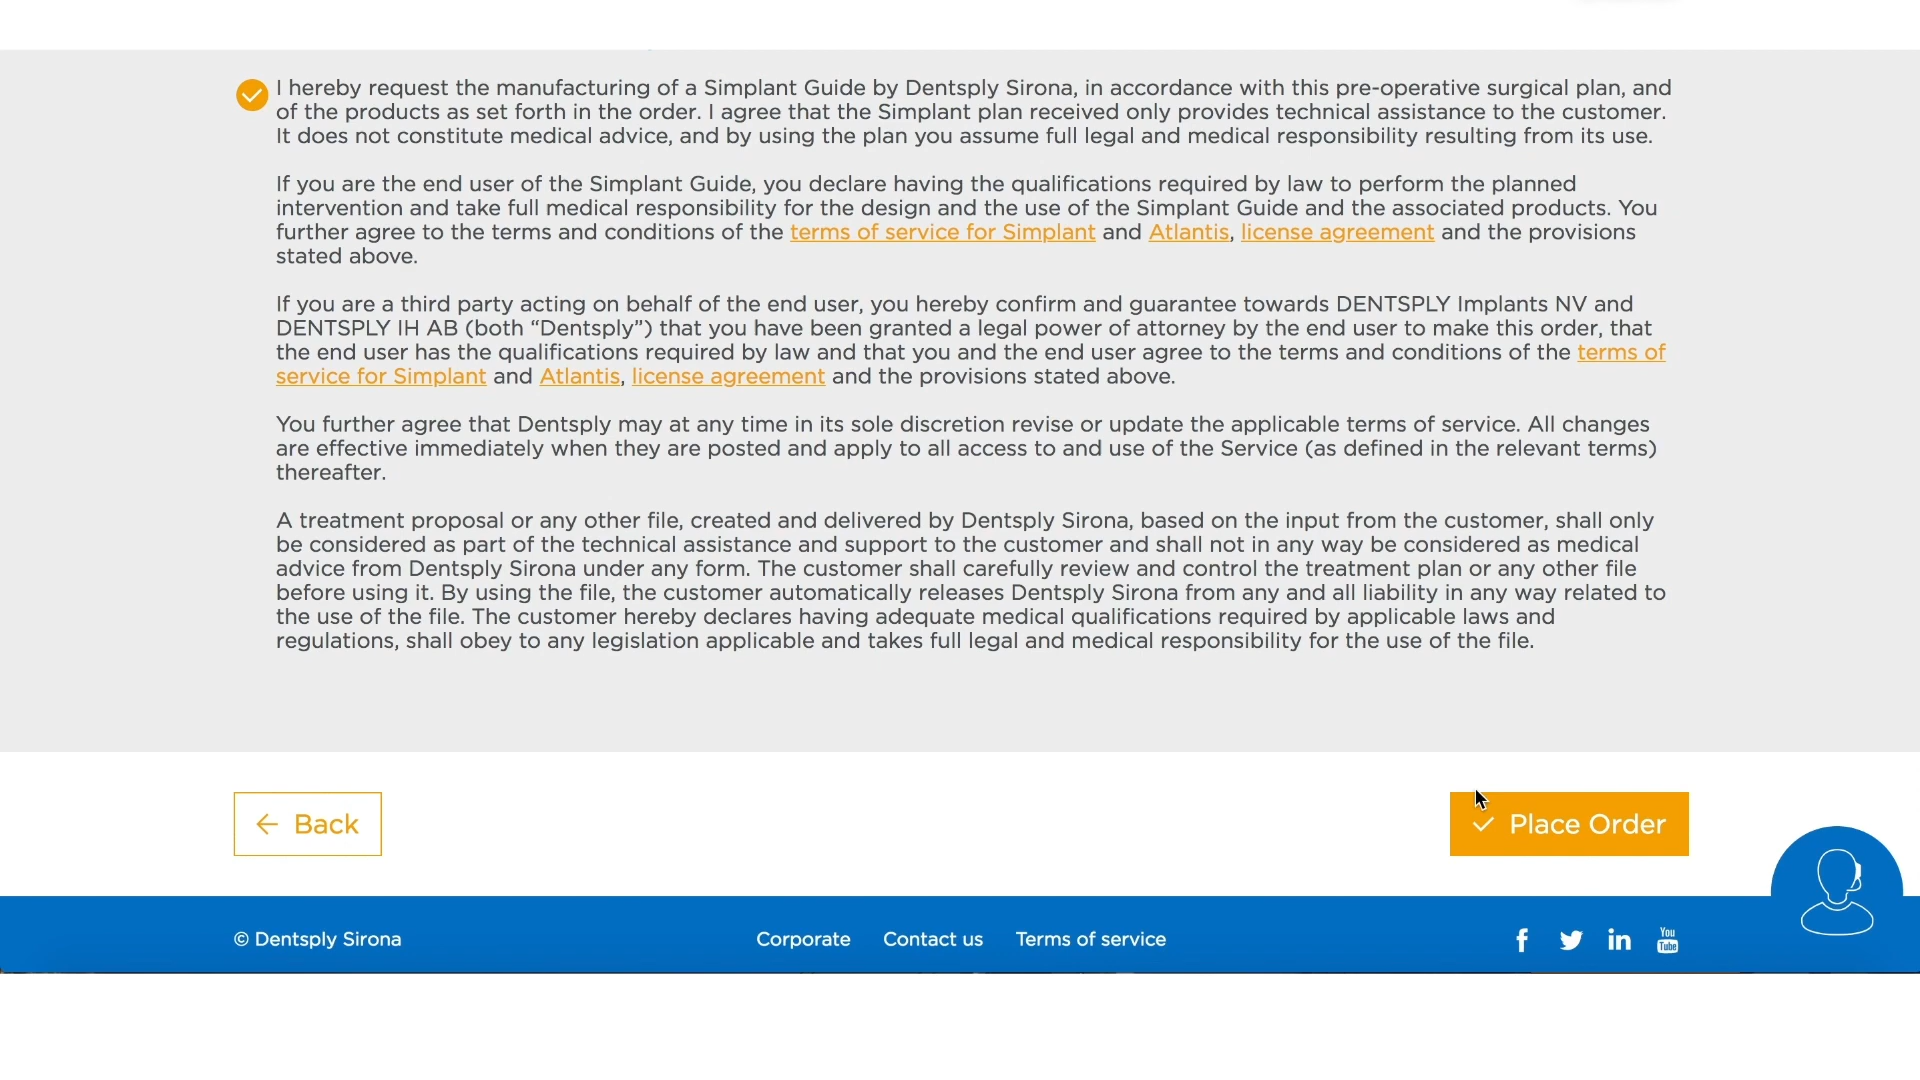 I hereby request the manufacturing of a Simplant Guide by Dentsply Sirona, in accordance with this pre-operative surgical plan, and
of the products as set forth in the order. I agree that the Simplant plan received only provides technical assistance to the customer.
It does not constitute medical advice, and by using the plan you assume full legal and medical responsibility resulting from its use.
If you are the end user of the Simplant Guide, you declare having the qualifications required by law to perform the planned
intervention and take full medical responsibility for the design and the use of the Simplant Guide and the associated products. You
further agree to the terms and conditions of the terms of service for Simplant and Atlantis, license agreement and the provisions
stated above.
If you are a third party acting on behalf of the end user, you hereby confirm and guarantee towards DENTSPLY Implants NV and
DENTSPLY IH AB (both “Dentsply”) that you have been granted a legal power of attorney by the end user to make this order, that
the end user has the qualifications required by law and that you and the end user agree to the terms and conditions of the terms of
service for Simplant and Atlantis, license agreement and the provisions stated above.
You further agree that Dentsply may at any time in its sole discretion revise or update the applicable terms of service. All changes
are effective immediately when they are posted and apply to all access to and use of the Service (as defined in the relevant terms)
thereafter.
A treatment proposal or any other file, created and delivered by Dentsply Sirona, based on the input from the customer, shall only
be considered as part of the technical assistance and support to the customer and shall not in any way be considered as medical
advice from Dentsply Sirona under any form. The customer shall carefully review and control the treatment plan or any other file
before using it. By using the file, the customer automatically releases Dentsply Sirona from any and all liability in any way related to
the use of the file. The customer hereby declares having adequate medical qualifications required by applicable laws and
regulations, shall obey to any legislation applicable and takes full legal and medical responsibility for the use of the file.
Back
Place Order
© Dentsply Sirona
Corporate
Contact us
Terms of service
You
Tube